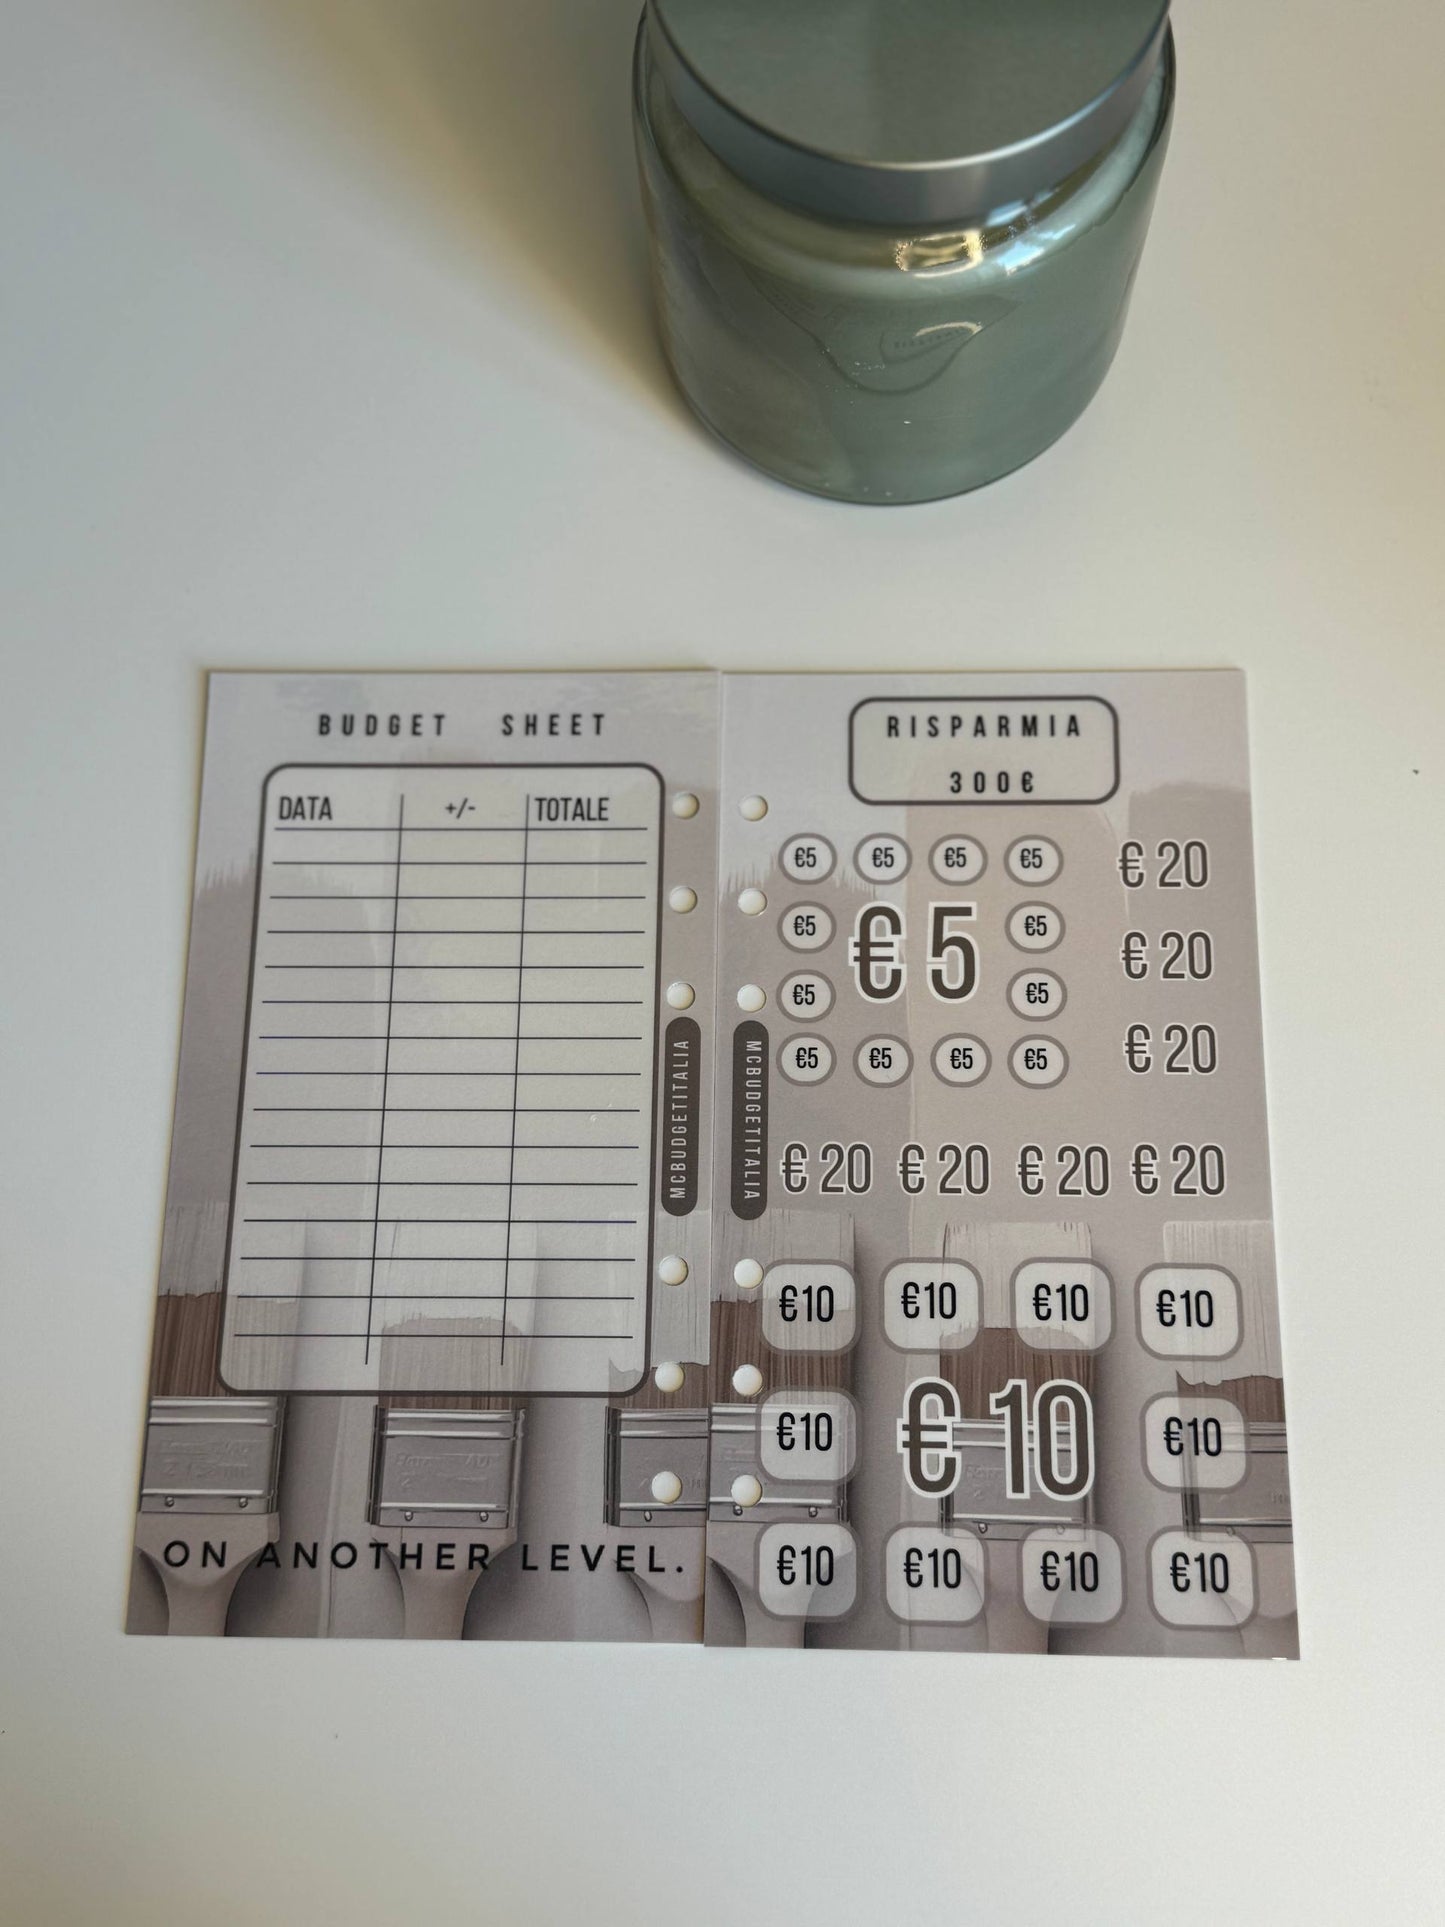 BUDGET SHEET
DATA +/- TOTALE
MCBUDGETITALIA
ON ANOTHER LEVEL.
RISPARMIA
300€
MCBUDGETITALIA
€5 €5 €5 €5
€20
€5 €5 €5
€20
€5 €5
€20
€5 €5 €5 €5
€20 €20 €20 €20
€10 €10 €10 €10
€10 €10 €10
€10 €10 €10 €10